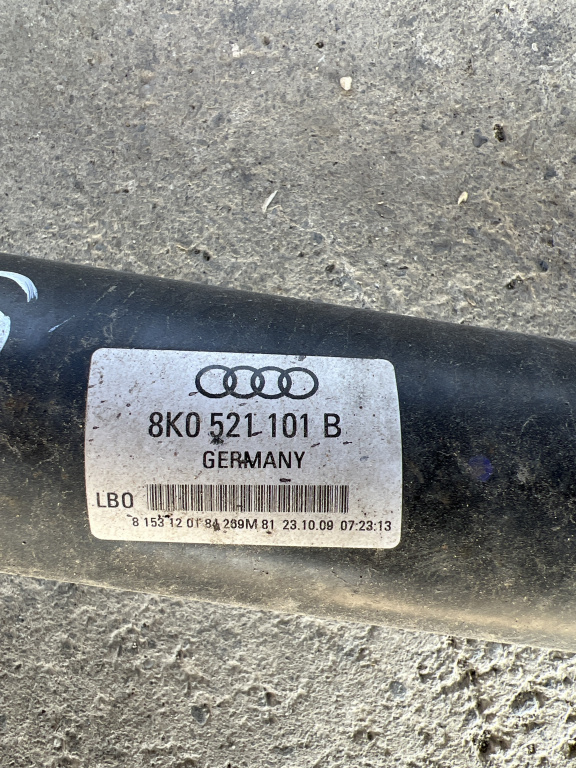 8K0 521 101 B
GERMANY
LBO
8 153 12 01 84 269M 81 23.10.09 07:23:13